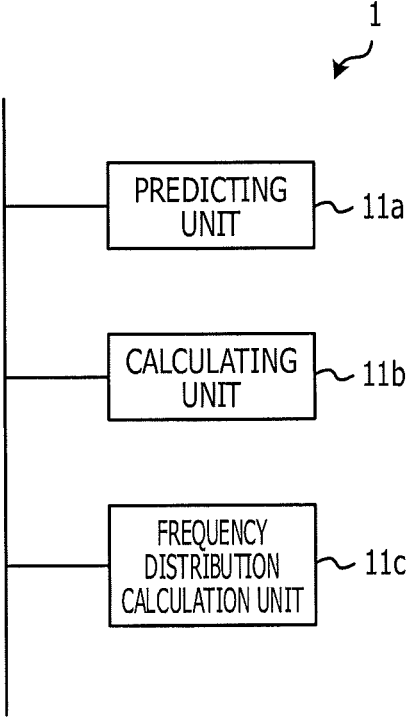 1
PREDICTING
UNIT
11a
CALCULATING
UNIT
11b
FREQUENCY
DISTRIBUTION
CALCULATION UNIT
11c